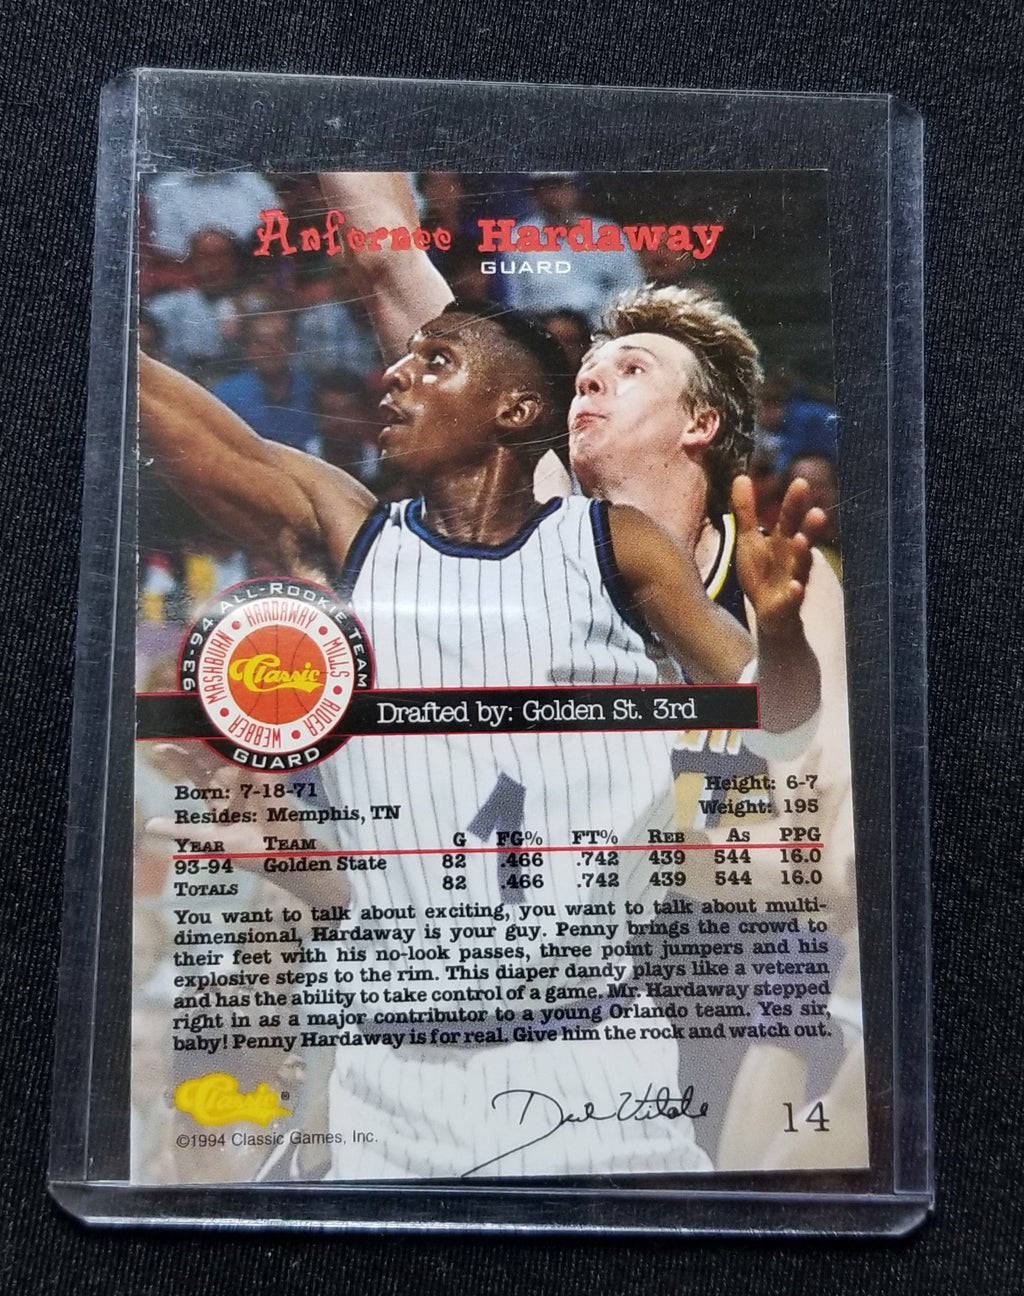 Anfernee Hardaway
GUARD
93-94 ALL-ROOKIE TEAM
MASHBURN • HARDAWAY • MILLS • RIDER • WEBBER •
Classic
GUARD
Drafted by: Golden St. 3rd
Born: 7-18-71
Height: 6-7
Resides: Memphis, TN
Weight: 195
YEAR TEAM G FG% FT% REB AS PPG
93-94 Golden State 82 .466 .742 439 544 16.0
TOTALS 82 .466 .742 439 544 16.0
You want to talk about exciting, you want to talk about multi-
dimensional, Hardaway is your guy. Penny brings the crowd to
their feet with his no-look passes, three point jumpers and his
explosive steps to the rim. This diaper dandy plays like a veteran
and has the ability to take control of a game. Mr. Hardaway stepped
right in as a major contributor to a young Orlando team. Yes sir,
baby! Penny Hardaway is for real. Give him the rock and watch out.
Classic®
©1994 Classic Games, Inc.
Dick Vitale
14